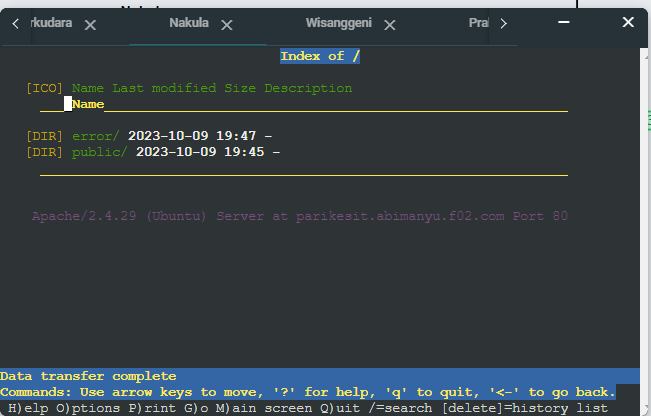 rkudara Nakula Wisanggeni Pral
Index of /
[ICO] Name Last modified Size Description
Name
[DIR] error/ 2023-10-09 19:47 -
[DIR] public/ 2023-10-09 19:45 -
Apache/2.4.29 (Ubuntu) Server at parikesit.abimanyu.f02.com Port 80
Data transfer complete
Commands: Use arrow keys to move, '?' for help, 'q' to quit, '<-' to go back.
H)elp O)ptions P)rint G)o M)ain screen Q)uit /=search [delete]=history list